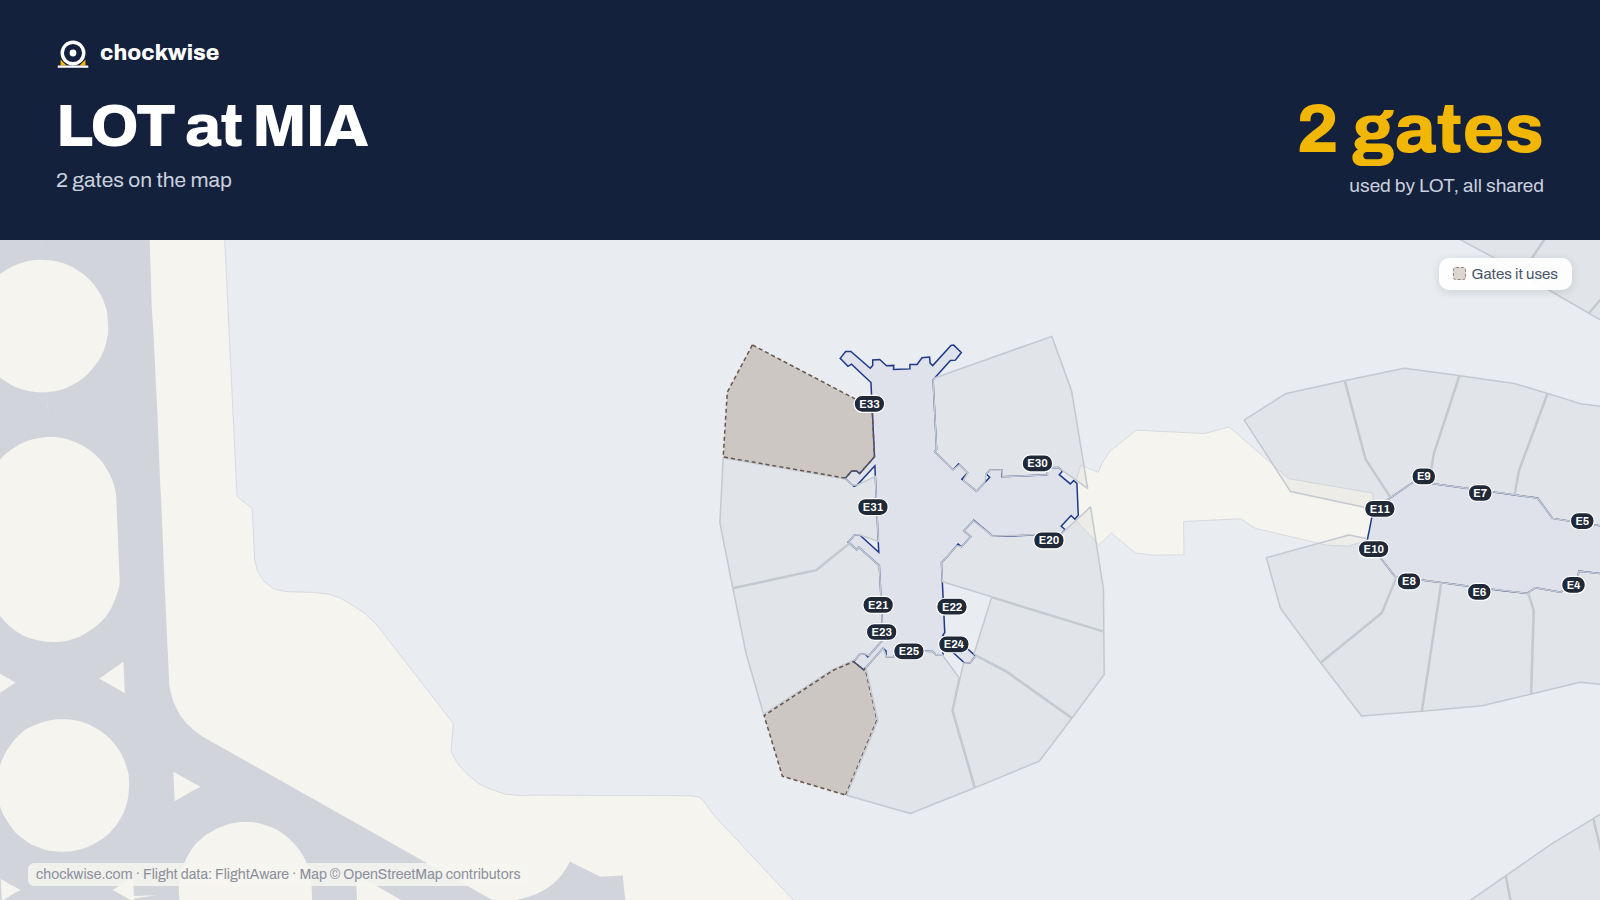 chockwise
LOT at MIA
2 gates on the map
2 gates
used by LOT, all shared
Gates it uses
E33
E30
E31
E20
E21
E22
E23
E24
E25
E9
E7
E11
E5
E10
E8
E6
E4
chockwise.com · Flight data: FlightAware · Map © OpenStreetMap contributors